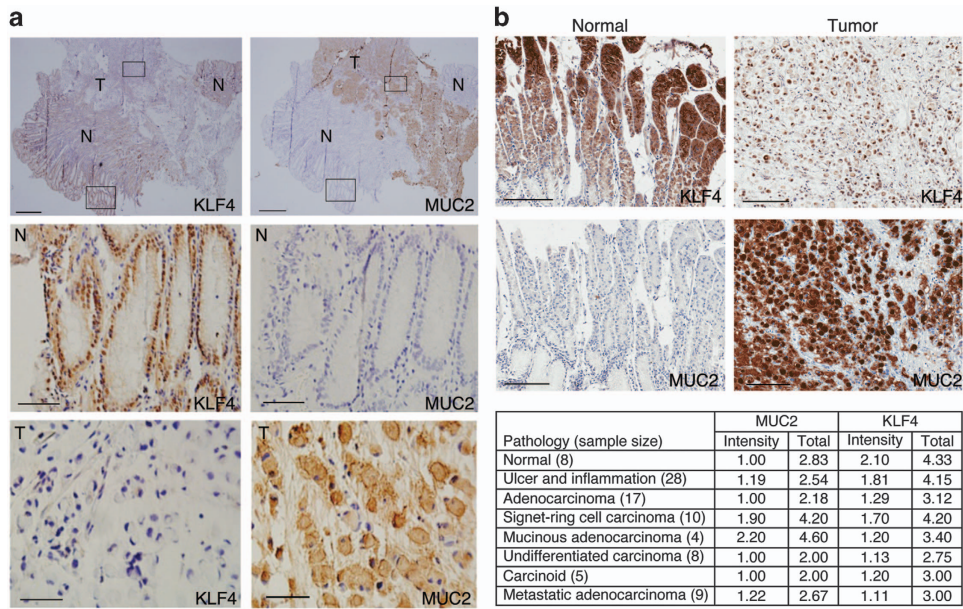 a
T
N
N
KLF4
T
N
N
MUC2
N
KLF4
MUC2
T
KLF4
T
MUC2
b
Normal Tumor
KLF4
KLF4
MUC2
MUC2
Pathology (sample size) MUC2 KLF4
Intensity Total Intensity Total
Normal (8) 1.00 2.83 2.10 4.33
Ulcer and inflammation (28) 1.19 2.54 1.81 4.15
Adenocarcinoma (17) 1.00 2.18 1.29 3.12
Signet-ring cell carcinoma (10) 1.90 4.20 1.70 4.20
Mucinous adenocarcinoma (4) 2.20 4.60 1.20 3.40
Undifferentiated carcinoma (8) 1.00 2.00 1.13 2.75
Carcinoid (5) 1.00 2.00 1.20 3.00
Metastatic adenocarcinoma (9) 1.22 2.67 1.11 3.00